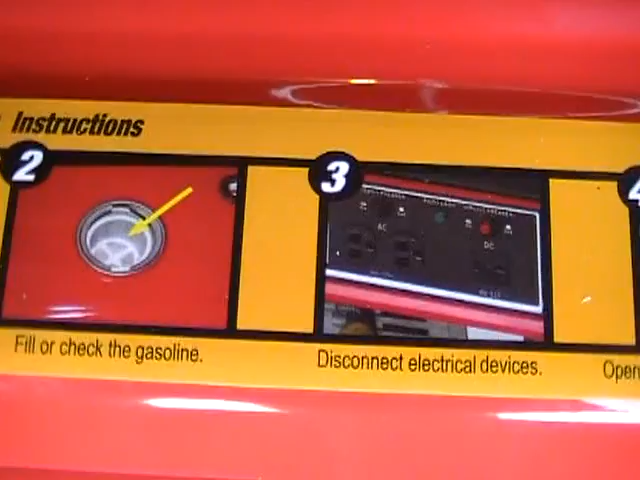 Instructions
2
3
4
AC
DC
Fill or check the gasoline.
Disconnect electrical devices.
Open